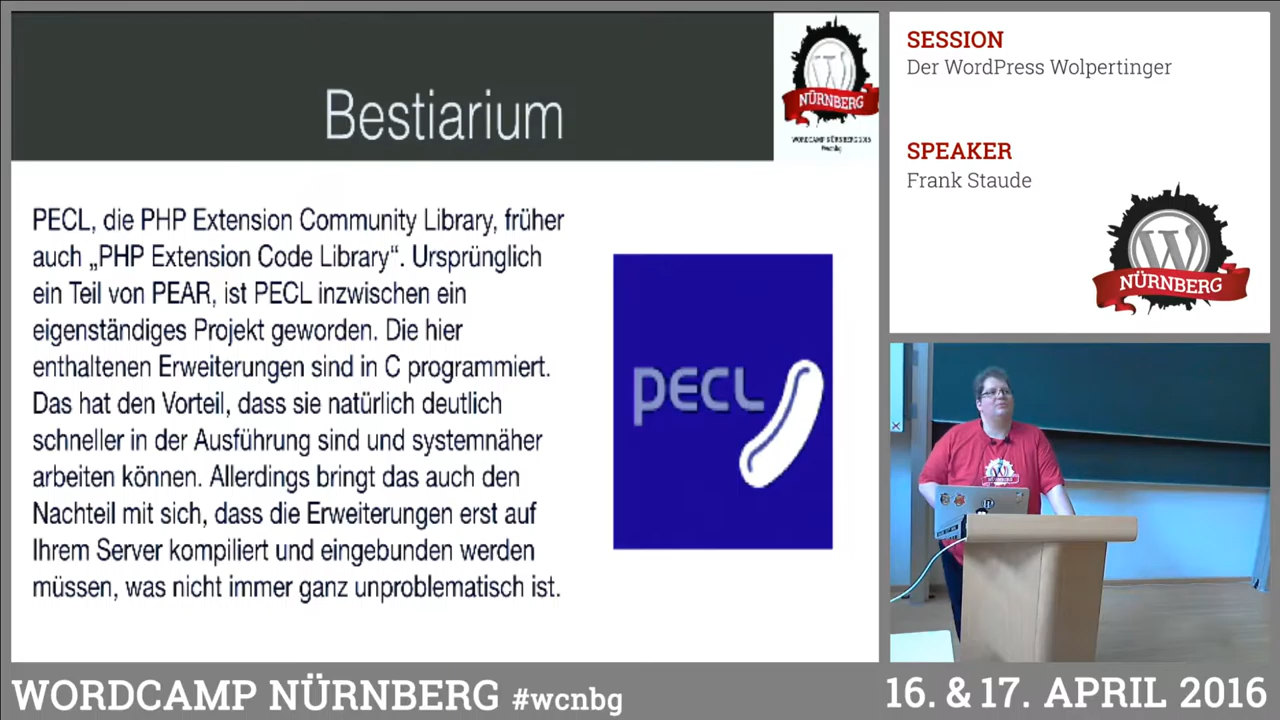 Bestiarium
NÜRNBERG
WORDCAMP NÜRNBERG 2016
#wcnbg
PECL, die PHP Extension Community Library, früher
auch „PHP Extension Code Library“. Ursprünglich
ein Teil von PEAR, ist PECL inzwischen ein
eigenständiges Projekt geworden. Die hier
enthaltenen Erweiterungen sind in C programmiert.
Das hat den Vorteil, dass sie natürlich deutlich
schneller in der Ausführung sind und systemnäher
arbeiten können. Allerdings bringt das auch den
Nachteil mit sich, dass die Erweiterungen erst auf
Ihrem Server kompiliert und eingebunden werden
müssen, was nicht immer ganz unproblematisch ist.
PECL
SESSION
Der WordPress Wolpertinger
SPEAKER
Frank Staude
NÜRNBERG
WORDCAMP NÜRNBERG #wcnbg
16. & 17. APRIL 2016